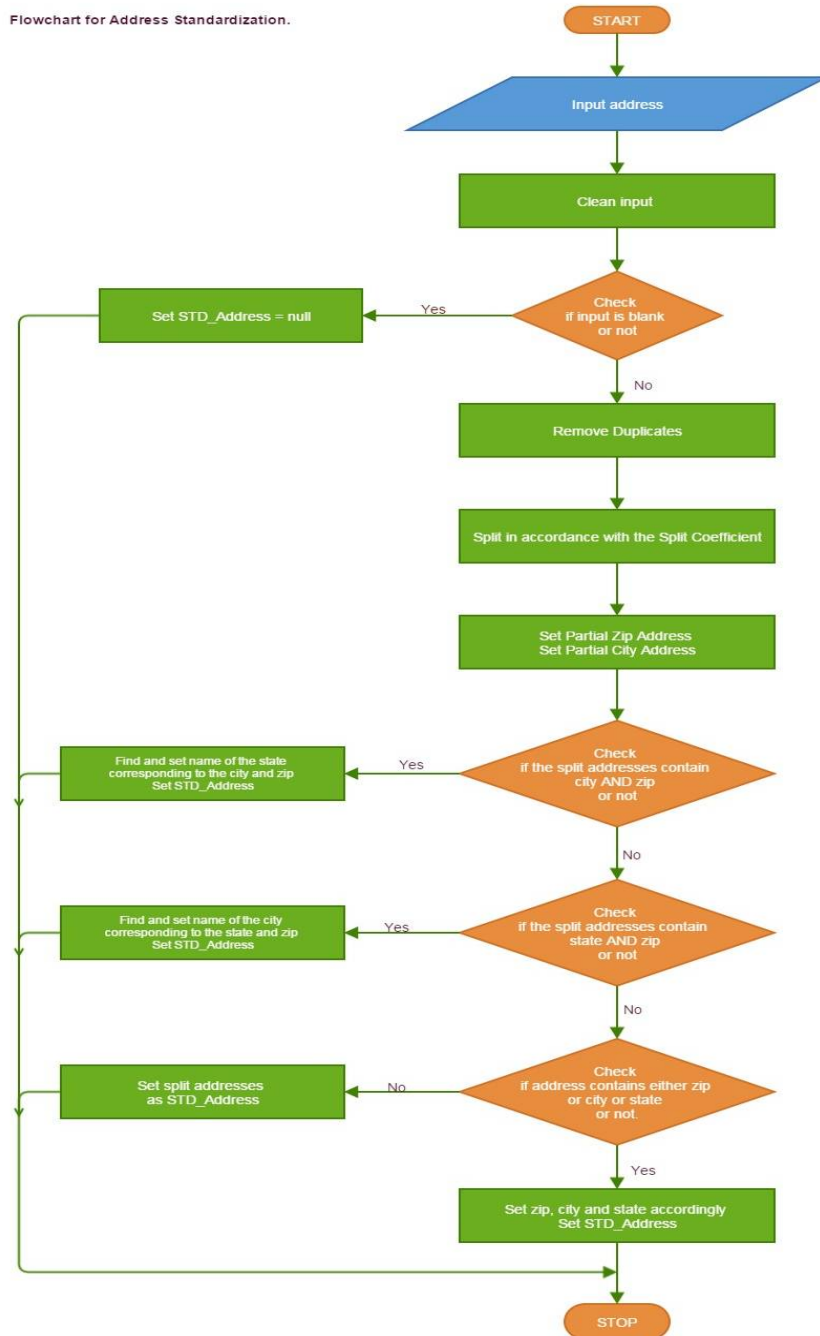 Flowchart for Address Standardization.
START
Input address
Clean input
Check
if input is blank
or not
Yes
Set STD_Address = null
No
Remove Duplicates
Split in accordance with the Split Coefficient
Set Partial Zip Address
Set Partial City Address
Check
if the split addresses contain
city AND zip
or not
Yes
Find and set name of the state
corresponding to the city and zip
Set STD_Address
No
Check
if the split addresses contain
state AND zip
or not
Yes
Find and set name of the city
corresponding to the state and zip
Set STD_Address
No
Check
if address contains either zip
or city or state
or not.
No
Set split addresses
as STD_Address
Yes
Set zip, city and state accordingly
Set STD_Address
STOP